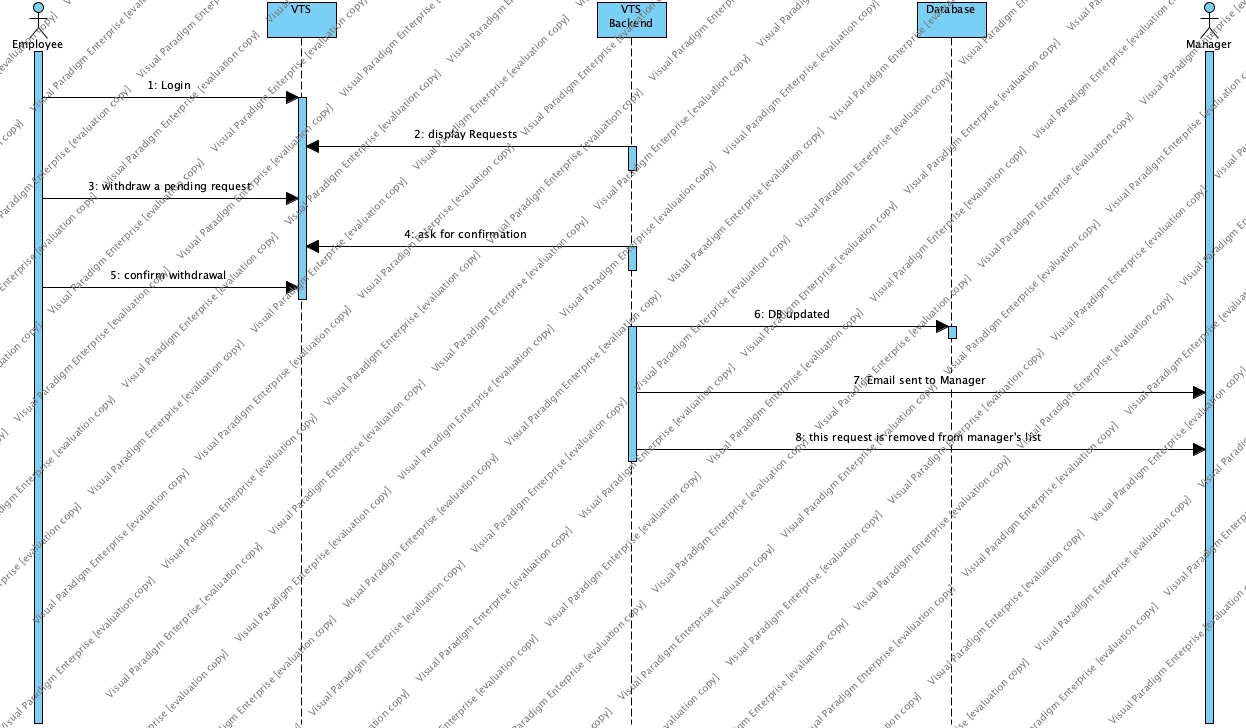 Employee
VTS
VTS
Backend
Database
Manager
1: Login
2: display Requests
3: withdraw a pending request
4: ask for confirmation
5: confirm withdrawal
6: DB updated
7: Email sent to Manager
8: this request is removed from manager's list
Visual Paradigm Enterprise [evaluation copy]